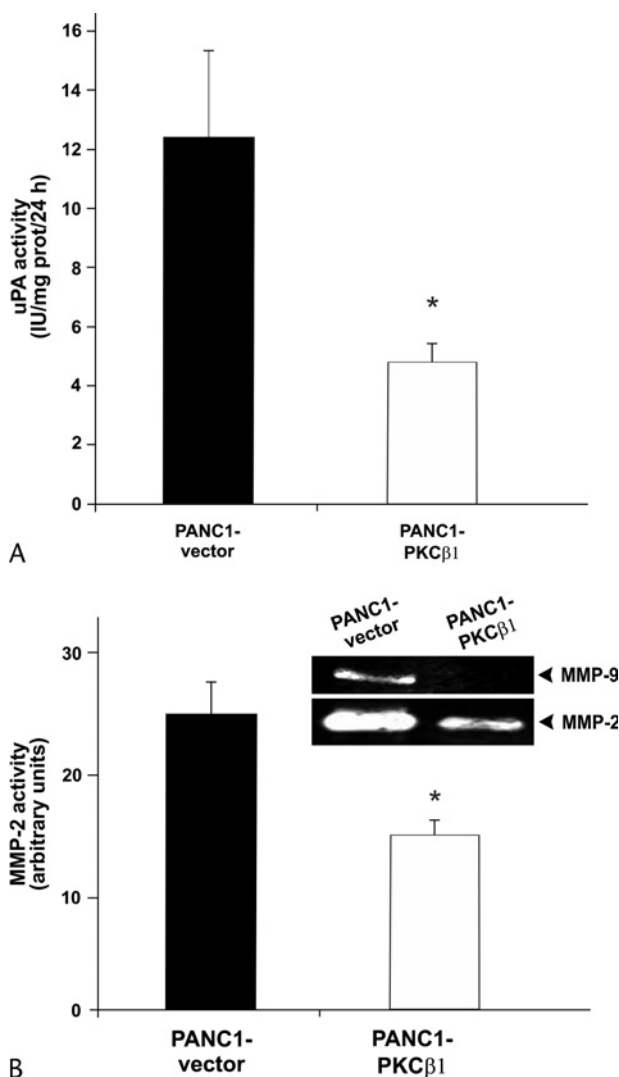 16
14
12
10
8
6
4
2
0
uPA activity
(IU/mg prot/24 h)
*
PANC1-
vector
PANC1-
PKCβ1
A
30
20
10
0
MMP-2 activity
(arbitrary units)
PANC1-
vector
PANC1-
PKCβ1
MMP-9
MMP-2
*
PANC1-
vector
PANC1-
PKCβ1
B